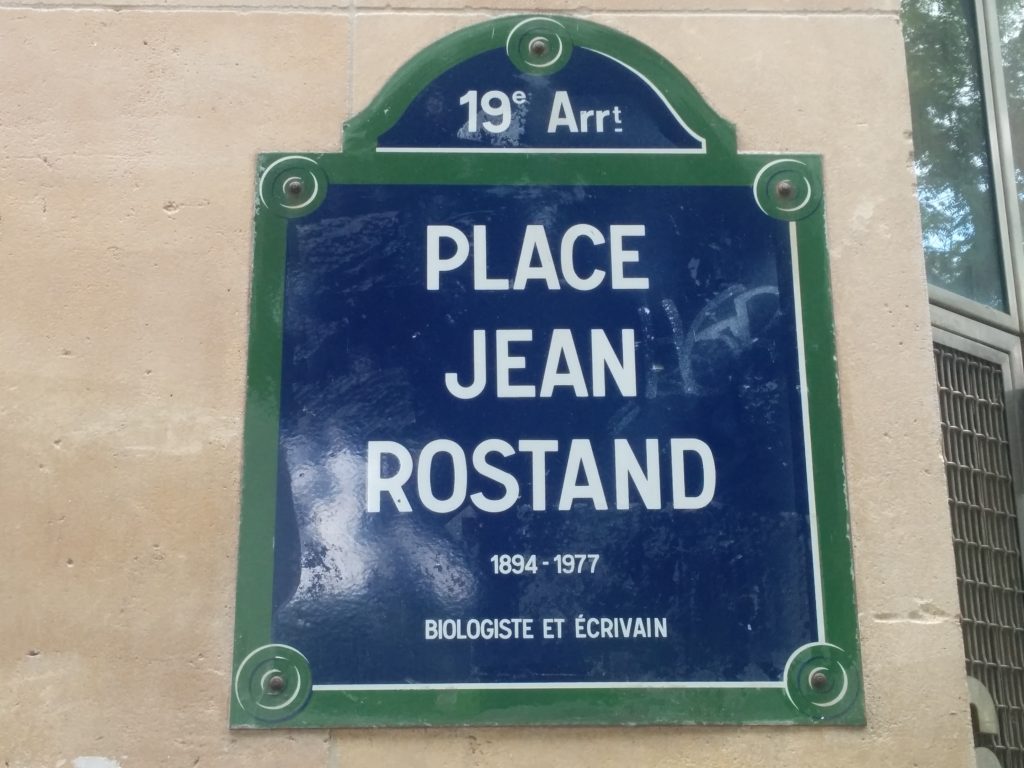 19e Arrt
PLACE
JEAN
ROSTAND
1894-1977
BIOLOGISTE ET ÉCRIVAIN